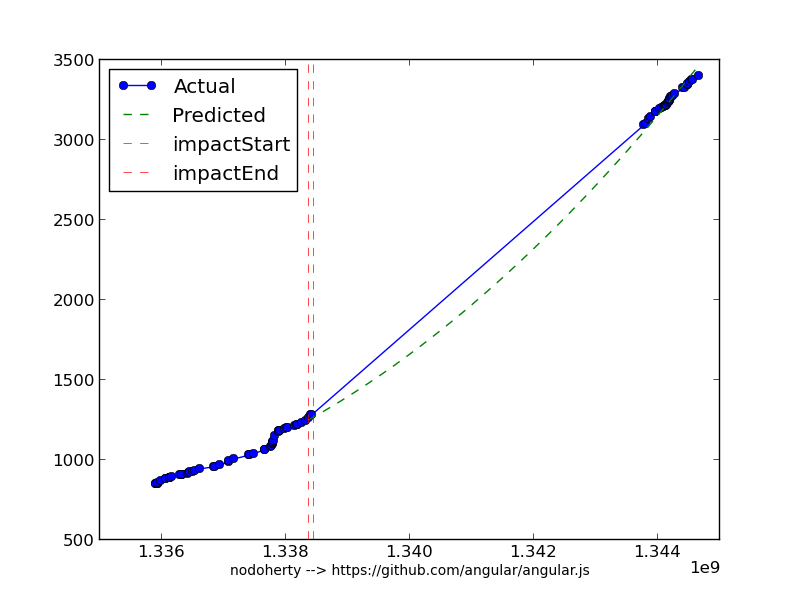 3500
3000
2500
2000
1500
1000
500
Actual
Predicted
impactStart
impactEnd
1.336 1.338 1.340 1.342 1.344
1e9
nodoherty --> https://github.com/angular/angular.js